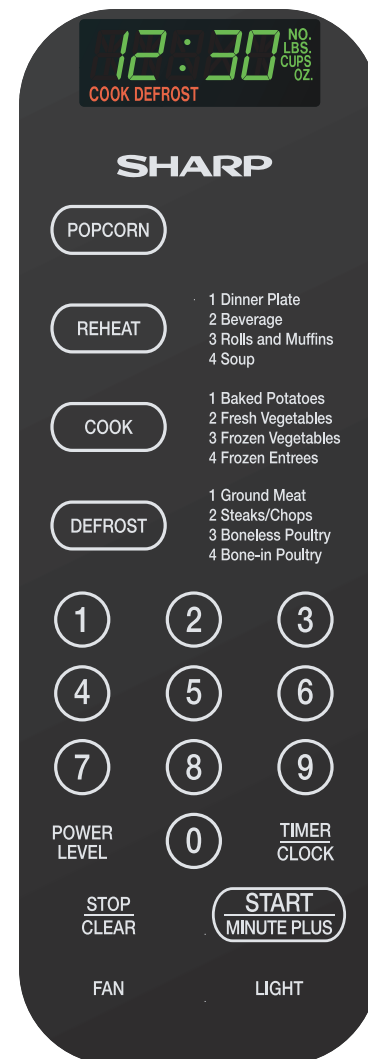 12:30
NO.
LBS.
CUPS
OZ.
COOK DEFROST
SHARP
POPCORN
REHEAT
1 Dinner Plate
2 Beverage
3 Rolls and Muffins
4 Soup
COOK
1 Baked Potatoes
2 Fresh Vegetables
3 Frozen Vegetables
4 Frozen Entrees
DEFROST
1 Ground Meat
2 Steaks/Chops
3 Boneless Poultry
4 Bone-in Poultry
1 2 3
4 5 6
7 8 9
POWER
LEVEL
0
TIMER
CLOCK
STOP
CLEAR
START
MINUTE PLUS
FAN LIGHT